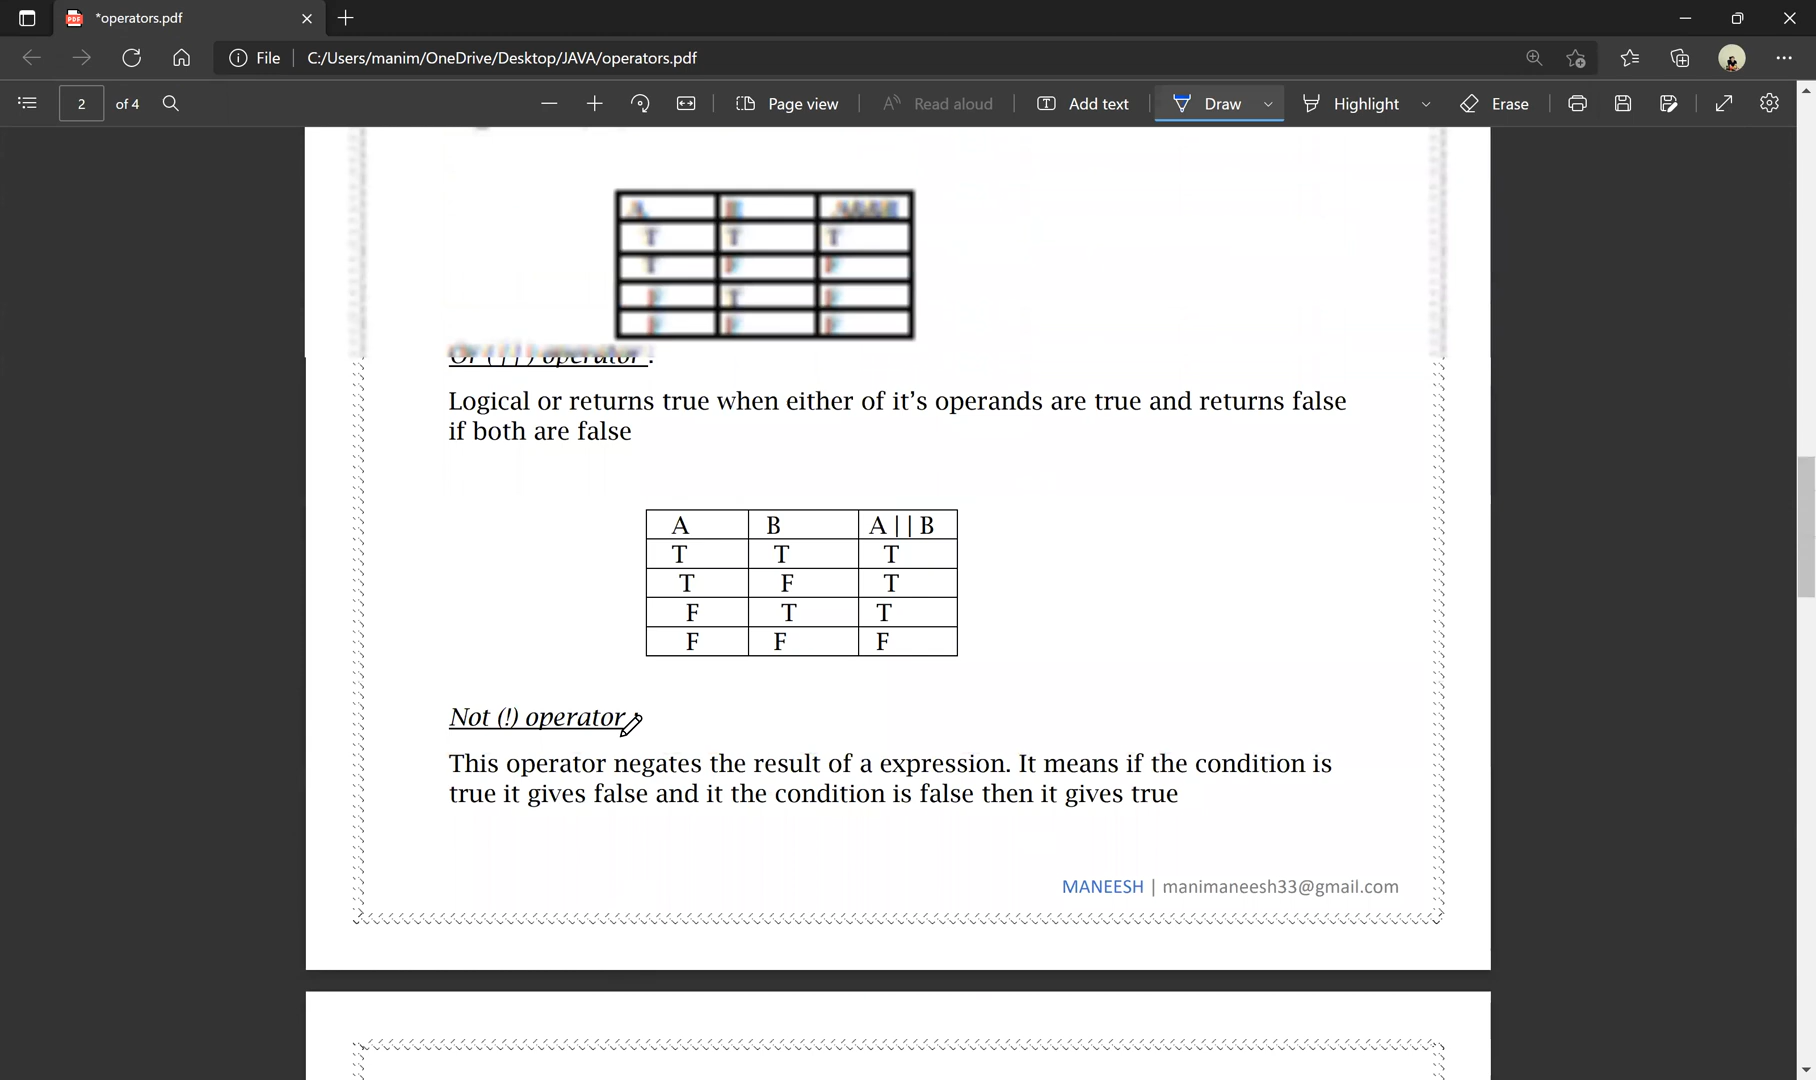 *operators.pdf
File C:/Users/manim/OneDrive/Desktop/JAVA/operators.pdf
2 of 4 Page view Read aloud Add text Draw Highlight Erase
A B A&&B
T T T
T F F
F T F
F F F
Or ( || ) operator :
Logical or returns true when either of it’s operands are true and returns false
if both are false
A B A || B
T T T
T F T
F T T
F F F
Not (!) operator
This operator negates the result of a expression. It means if the condition is
true it gives false and it the condition is false then it gives true
MANEESH | manimaneesh33@gmail.com